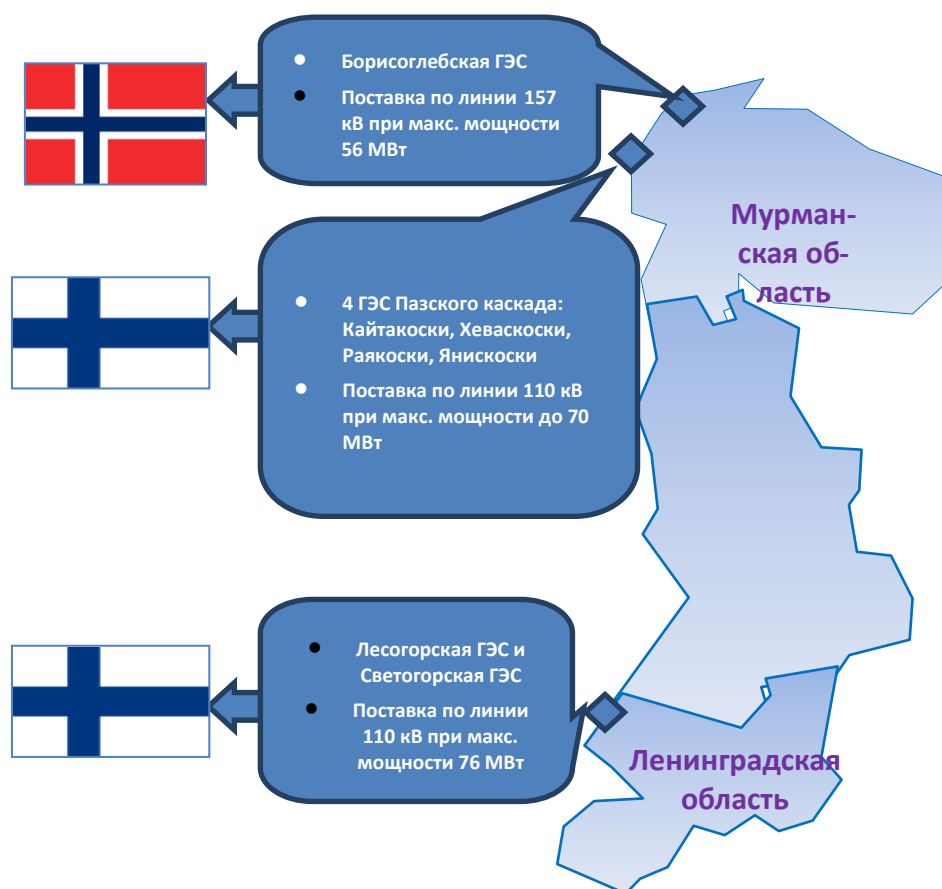 Борисоглебская ГЭС
Поставка по линии 157
кВ при макс. мощности
56 МВт
Мурман-
ская об-
ласть
4 ГЭС Пазского каскада:
Кайтакоски, Хеваскоски,
Раякоски, Янискоски
Поставка по линии 110 кВ
при макс. мощности до 70
МВт
Лесогорская ГЭС и
Светогорская ГЭС
Поставка по линии
110 кВ при макс.
мощности 76 МВт
Ленинградская
область